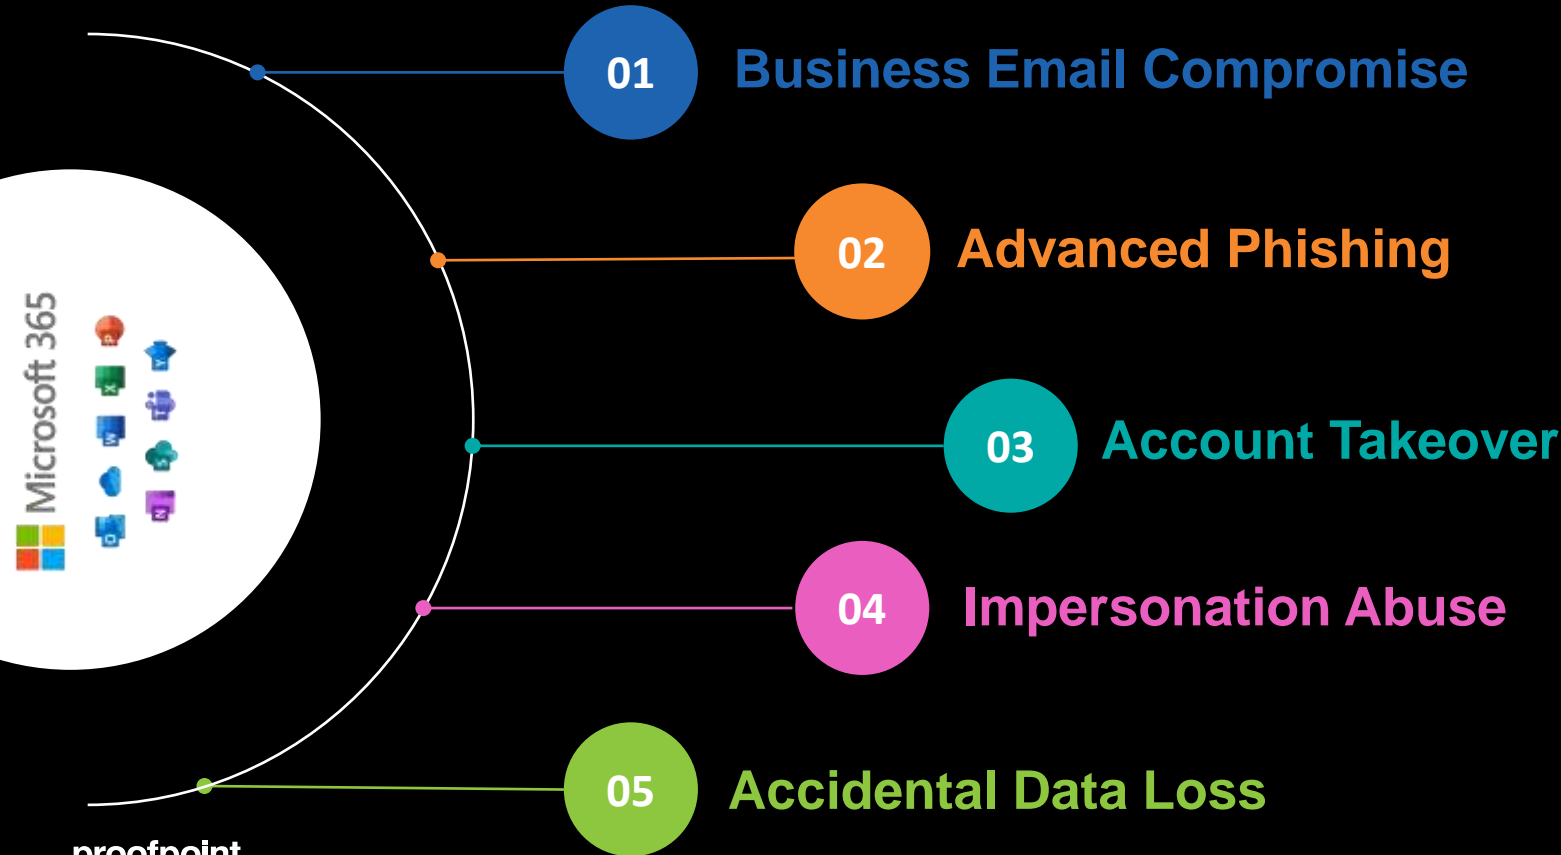 01 Business Email Compromise
02 Advanced Phishing
Microsoft 365
03 Account Takeover
04 Impersonation Abuse
05 Accidental Data Loss
proofpoint